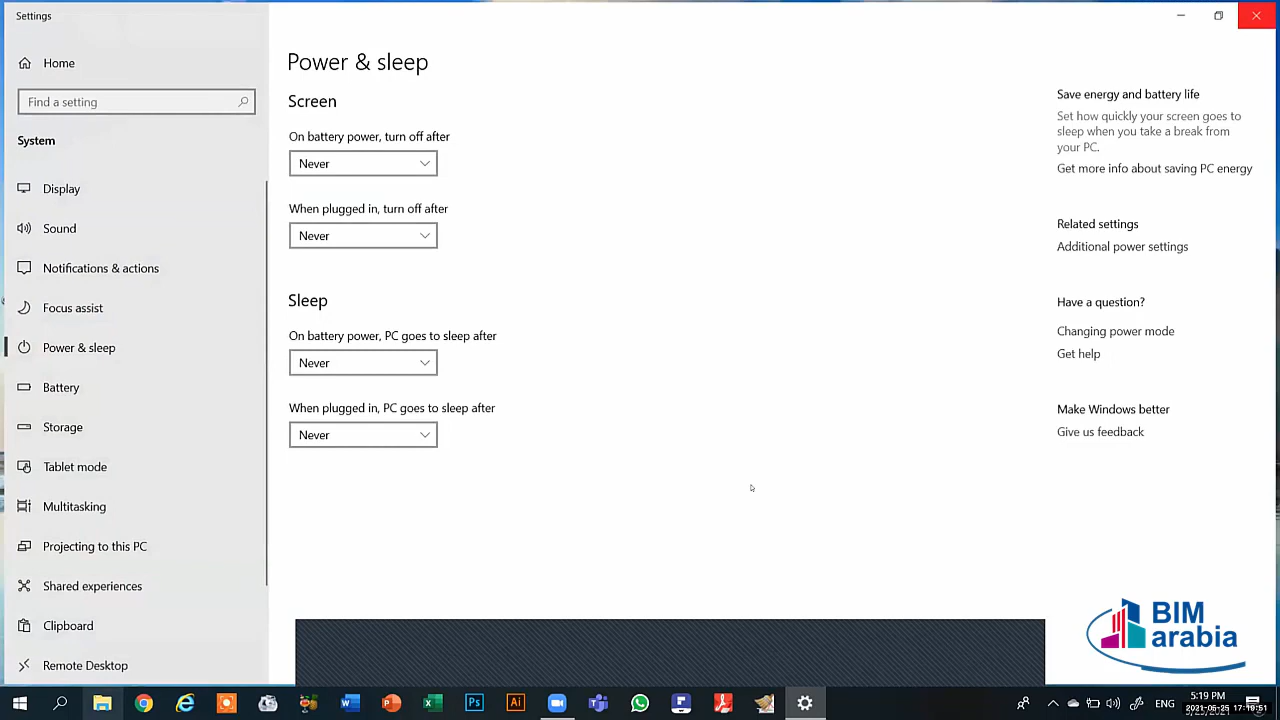 Settings
Home
Find a setting
System
Display
Sound
Notifications & actions
Focus assist
Power & sleep
Battery
Storage
Tablet mode
Multitasking
Projecting to this PC
Shared experiences
Clipboard
Remote Desktop
Power & sleep
Screen
On battery power, turn off after
Never
When plugged in, turn off after
Never
Sleep
On battery power, PC goes to sleep after
Never
When plugged in, PC goes to sleep after
Never
Save energy and battery life
Set how quickly your screen goes to
sleep when you take a break from
your PC.
Get more info about saving PC energy
Related settings
Additional power settings
Have a question?
Changing power mode
Get help
Make Windows better
Give us feedback
BIM
arabia
ENG
5:19 PM